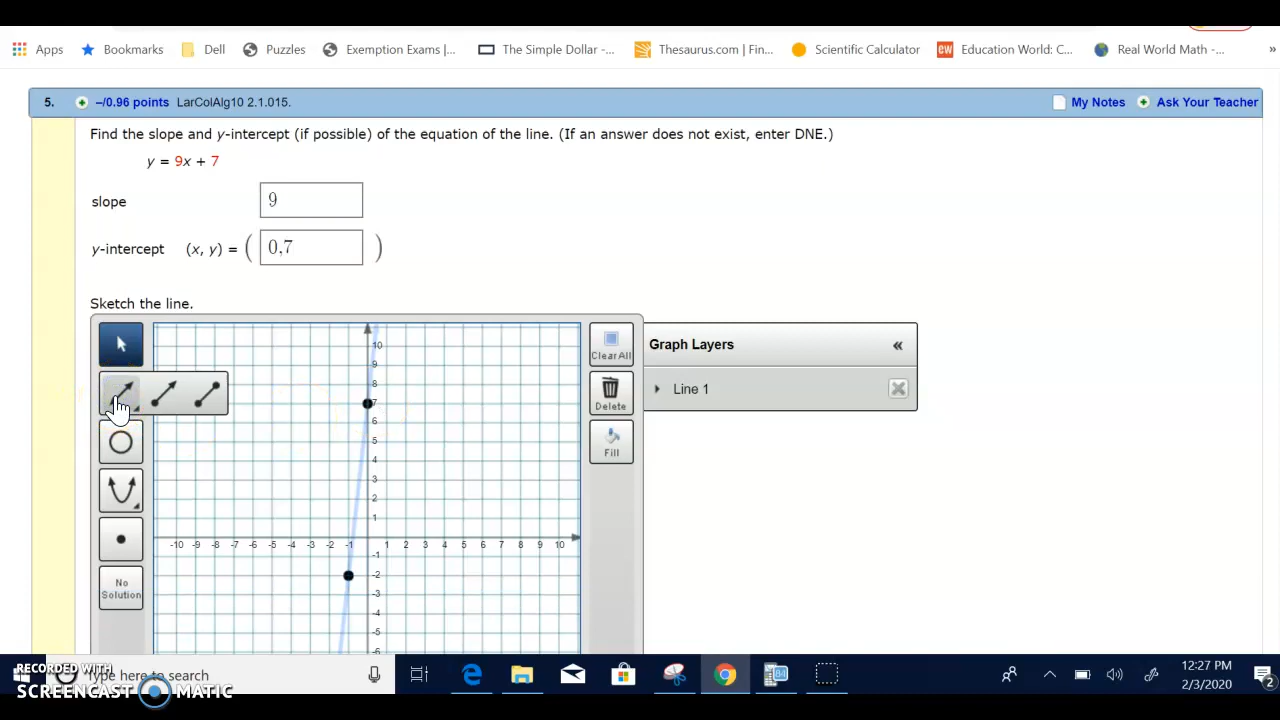 Apps Bookmarks Dell Puzzles Exemption Exams |... The Simple Dollar -... Thesaurus.com | Fin... Scientific Calculator Education World: C... Real World Math -... »
5. –/0.96 points LarColAlg10 2.1.015. My Notes Ask Your Teacher
Find the slope and y-intercept (if possible) of the equation of the line. (If an answer does not exist, enter DNE.)
y = 9x + 7
slope 9
y-intercept (x, y) = ( 0,7 )
Sketch the line.
Clear All
Delete
Fill
No
Solution
Graph Layers «
Line 1
10
9
8
7
6
5
4
3
2
1
-10 -9 -8 -7 -6 -5 -4 -3 -2 -1 1 2 3 4 5 6 7 8 9 10
-1
-2
-3
-4
-5
-6
Type here to search
RECORDED WITH
SCREENCAST MATIC
12:27 PM
2/3/2020
2